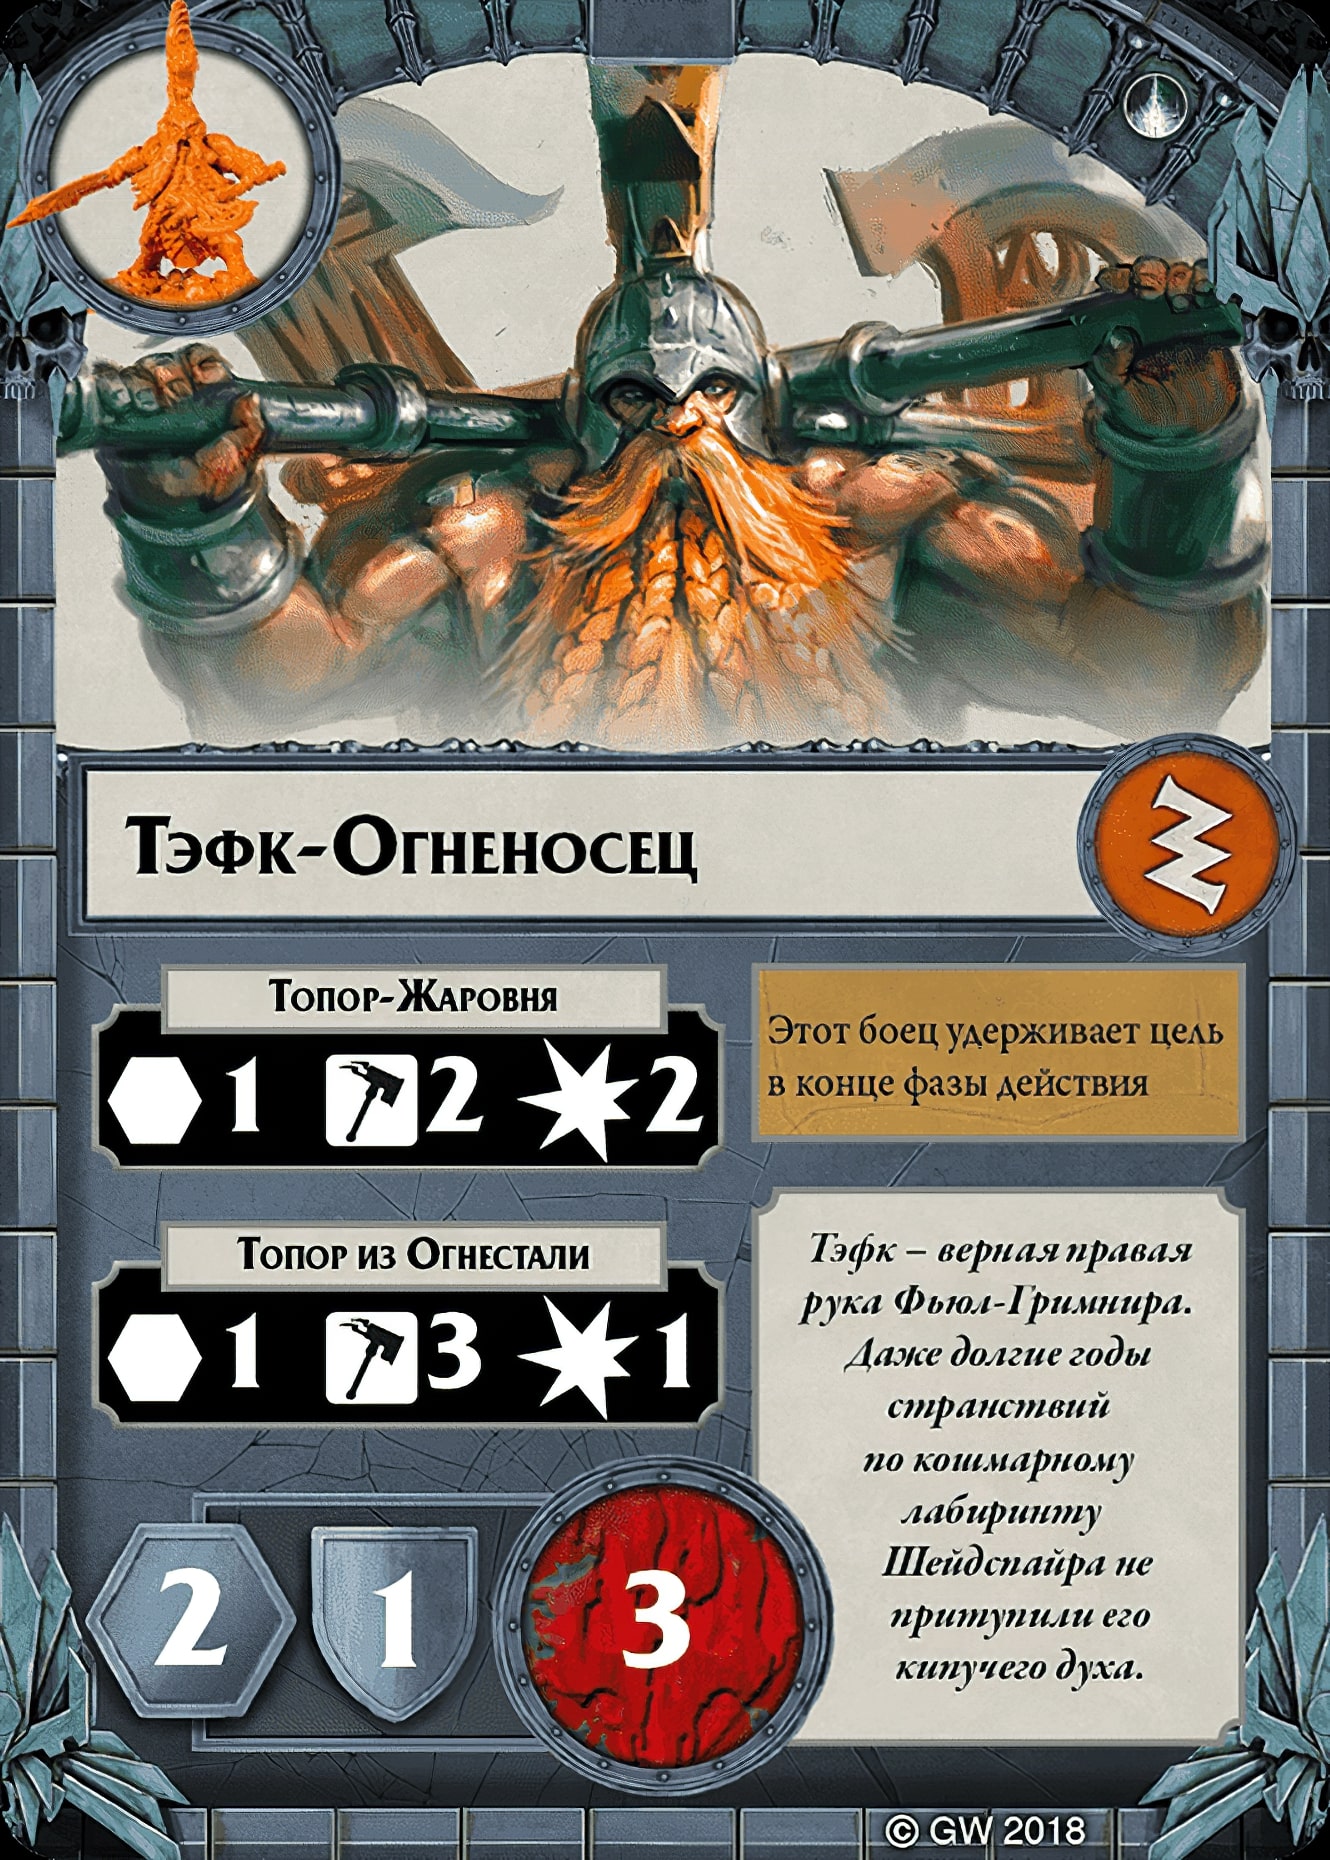 Тэфк-Огненосец
Топор-Жаровня
1 2 2
Этот боец удерживает цель
в конце фазы действия
Топор из Огнестали
1 3 1
2 1 3
Тэфк – верная правая
рука Фьюл-Гримнира.
Даже долгие годы
странствий
по кошмарному
лабиринту
Шейдспайра не
притупили его
кипучего духа.
© GW 2018